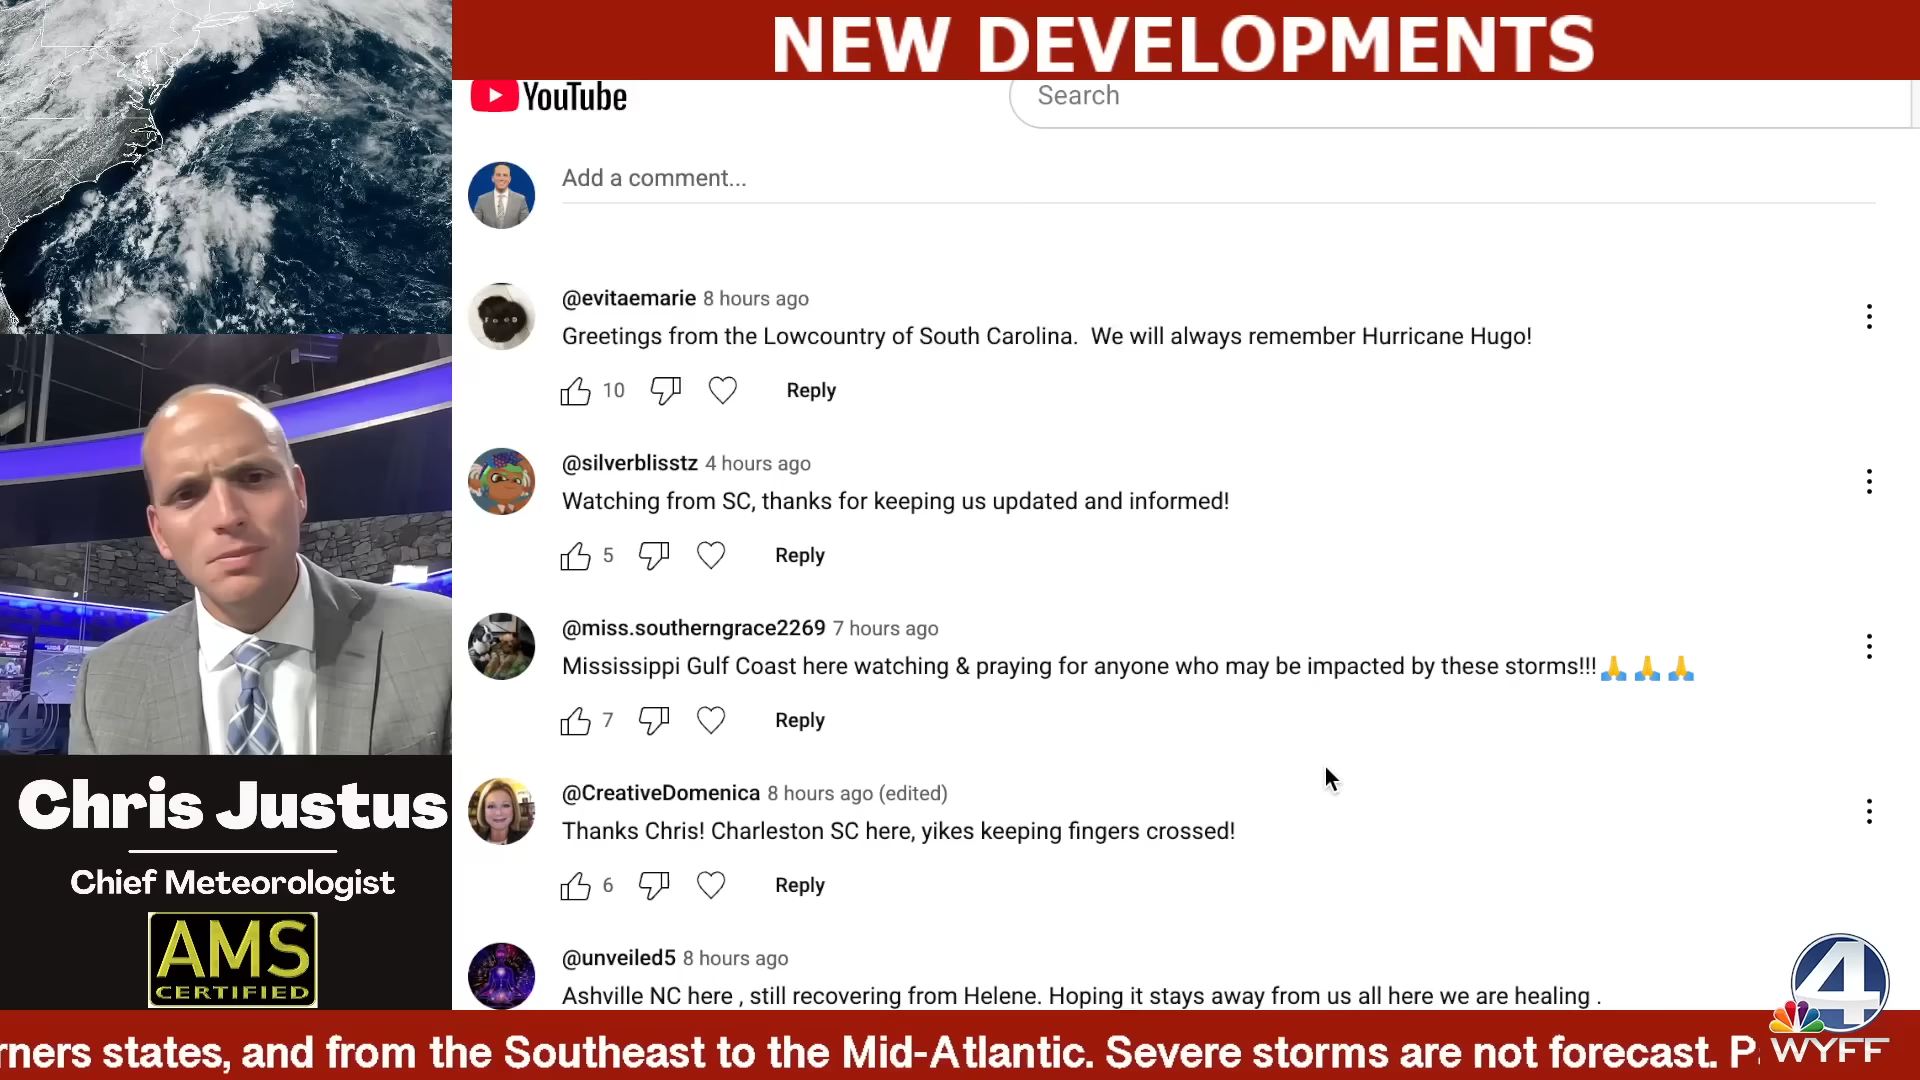 NEW DEVELOPMENTS
YouTube
Search
Add a comment...
@evitaemarie 8 hours ago
Greetings from the Lowcountry of South Carolina.  We will always remember Hurricane Hugo!
10
Reply
@silverblisstz 4 hours ago
Watching from SC, thanks for keeping us updated and informed!
5
Reply
@miss.southerngrace2269 7 hours ago
Mississippi Gulf Coast here watching & praying for anyone who may be impacted by these storms!!!🙏🙏🙏
7
Reply
@CreativeDomenica 8 hours ago (edited)
Thanks Chris! Charleston SC here, yikes keeping fingers crossed!
6
Reply
@unveiled5 8 hours ago
Ashville NC here , still recovering from Helene. Hoping it stays away from us all here we are healing .
Chris Justus
Chief Meteorologist
AMS
CERTIFIED
4
WYFF
rners states, and from the Southeast to the Mid-Atlantic. Severe storms are not forecast. P